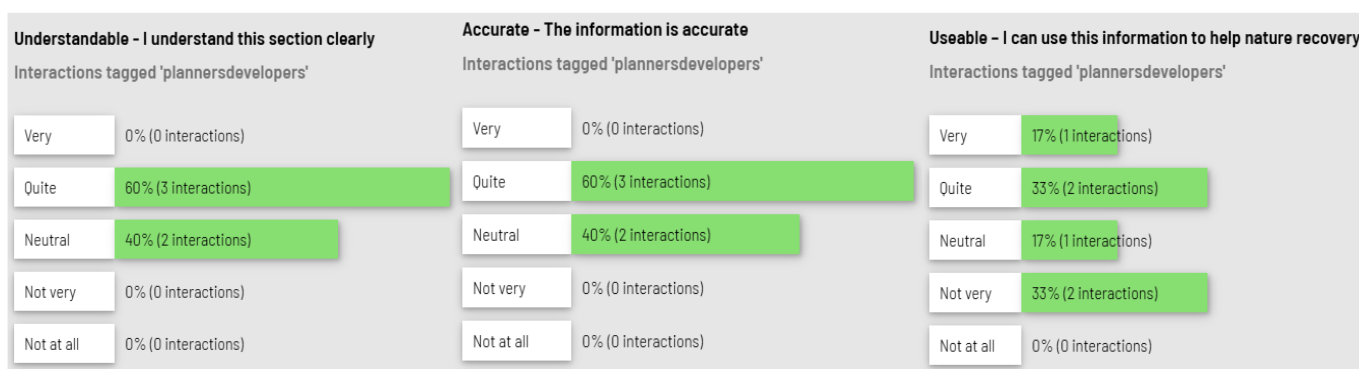 Understandable - I understand this section clearly
Interactions tagged 'plannersdevelopers'
Very 0% (0 interactions)
Quite 60% (3 interactions)
Neutral 40% (2 interactions)
Not very 0% (0 interactions)
Not at all 0% (0 interactions)
Accurate - The information is accurate
Interactions tagged 'plannersdevelopers'
Very 0% (0 interactions)
Quite 60% (3 interactions)
Neutral 40% (2 interactions)
Not very 0% (0 interactions)
Not at all 0% (0 interactions)
Useable – I can use this information to help nature recovery
Interactions tagged 'plannersdevelopers'
Very 17% (1 interactions)
Quite 33% (2 interactions)
Neutral 17% (1 interactions)
Not very 33% (2 interactions)
Not at all 0% (0 interactions)